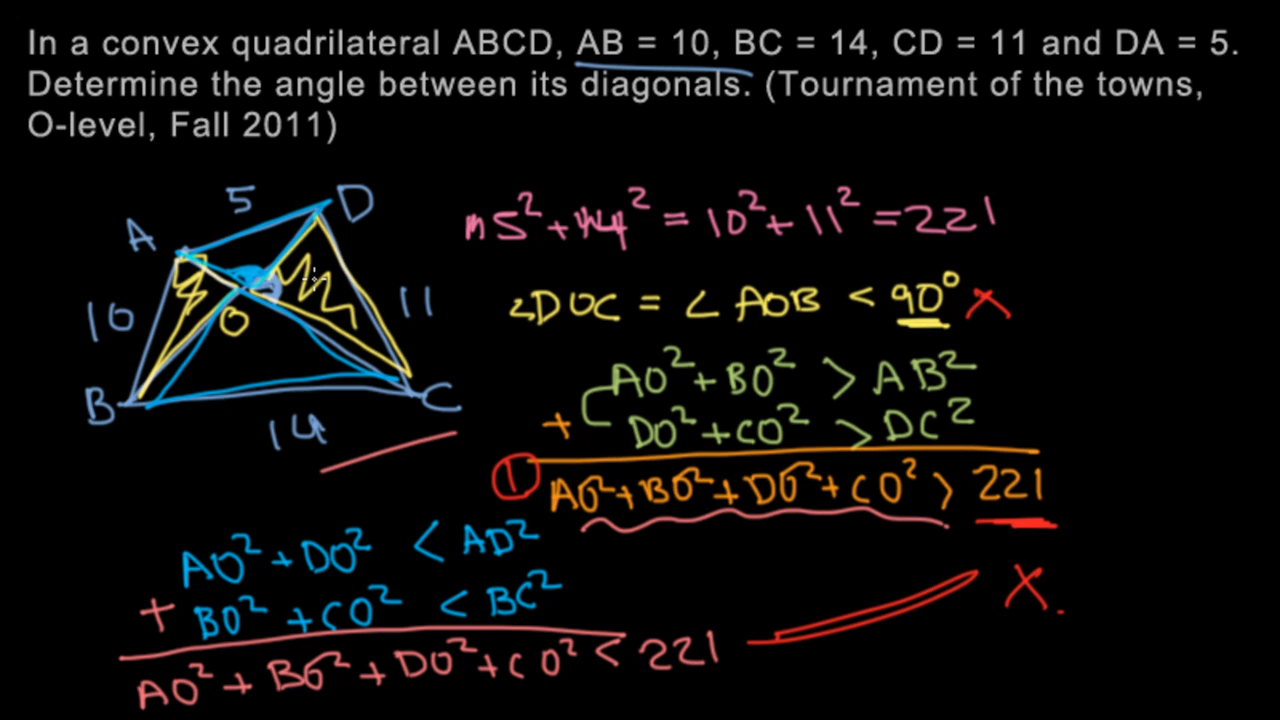 In a convex quadrilateral ABCD, AB = 10, BC = 14, CD = 11 and DA = 5.
Determine the angle between its diagonals. (Tournament of the towns,
O-level, Fall 2011)
5 D
A
10 11
O
B C
14
5² + 14² = 10² + 11² = 221
∠DOC = ∠AOB < 90° X
AO² + BO² > AB²
+ DO² + CO² > DC²
① AO² + BO² + DO² + CO² > 221
AO² + DO² < AD²
+ BO² + CO² < BC²
AO² + BO² + DO² + CO² < 221
X.